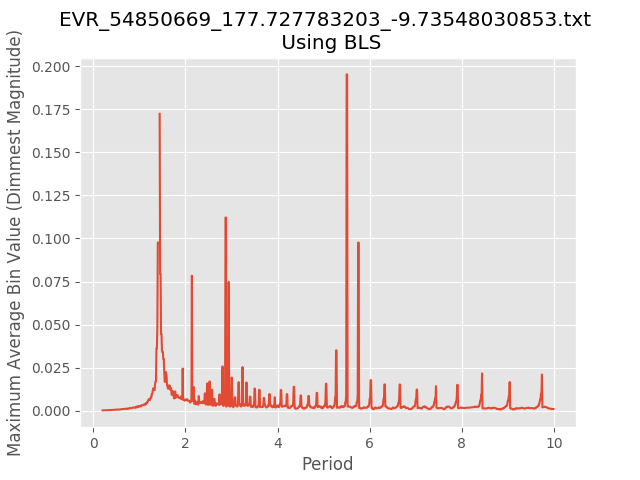 EVR_54850669_177.727783203_-9.73548030853.txt
Using BLS
Maximum Average Bin Value (Dimmest Magnitude)
0.200
0.175
0.150
0.125
0.100
0.075
0.050
0.025
0.000
0 2 4 6 8 10
Period